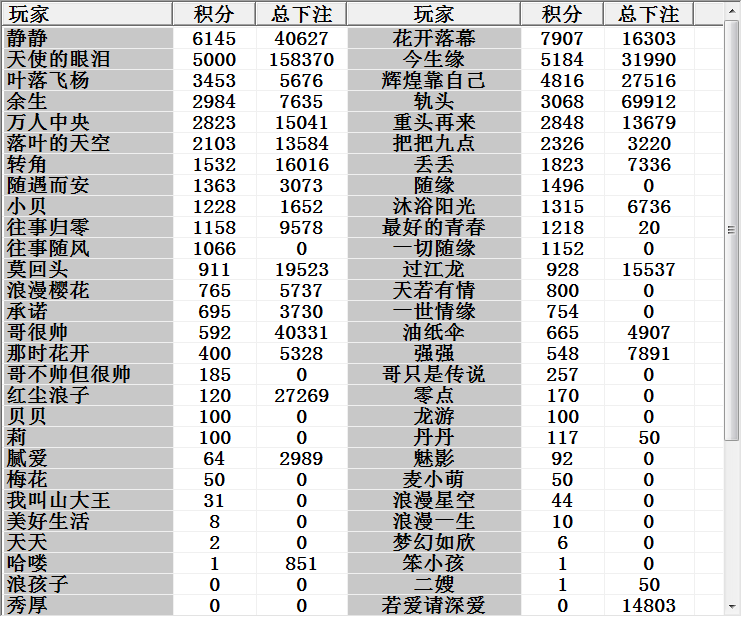 玩家 积分 总下注 玩家 积分 总下注
静静 6145 40627 花开落幕 7907 16303
天使的眼泪 5000 158370 今生缘 5184 31990
叶落飞杨 3453 5676 辉煌靠自己 4816 27516
余生 2984 7635 轨头 3068 69912
万人中央 2823 15041 重头再来 2848 13679
落叶的天空 2103 13584 把把九点 2326 3220
转角 1532 16016 丢丢 1823 7336
随遇而安 1363 3073 随缘 1496 0
小贝 1228 1652 沐浴阳光 1315 6736
往事归零 1158 9578 最好的青春 1218 20
往事随风 1066 0 一切随缘 1152 0
莫回头 911 19523 过江龙 928 15537
浪漫樱花 765 5737 天若有情 800 0
承诺 695 3730 一世情缘 754 0
哥很帅 592 40331 油纸伞 665 4907
那时花开 400 5328 强强 548 7891
哥不帅但很帅 185 0 哥只是传说 257 0
红尘浪子 120 27269 零点 170 0
贝贝 100 0 龙游 100 0
莉 100 0 丹丹 117 50
腻爱 64 2989 魅影 92 0
梅花 50 0 麦小萌 50 0
我叫山大王 31 0 浪漫星空 44 0
美好生活 8 0 浪漫一生 10 0
天天 2 0 梦幻如欣 6 0
哈喽 1 851 笨小孩 1 0
浪孩子 0 0 二嫂 1 50
秀厚 0 0 若爱请深爱 0 14803